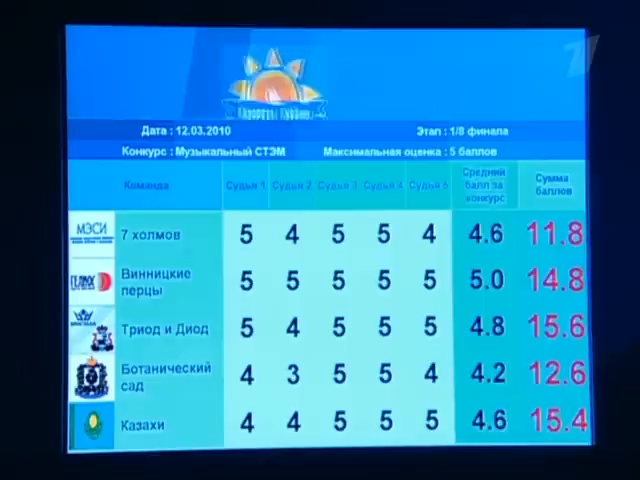 Дата : 12.03.2010 Этап : 1/8 финала
Конкурс : Музыкальный СТЭМ Максимальная оценка : 5 баллов
Команда Судья 1 Судья 2 Судья 3 Судья 4 Судья 5 Средний балл за конкурс Сумма баллов
МЭСИ 7 холмов 5 4 5 5 4 4.6 11.8
Винницкие перцы 5 5 5 5 5 5.0 14.8
Триод и Диод 5 4 5 5 5 4.8 15.6
Ботанический сад 4 3 5 5 4 4.2 12.6
Казахи 4 4 5 5 5 4.6 15.4